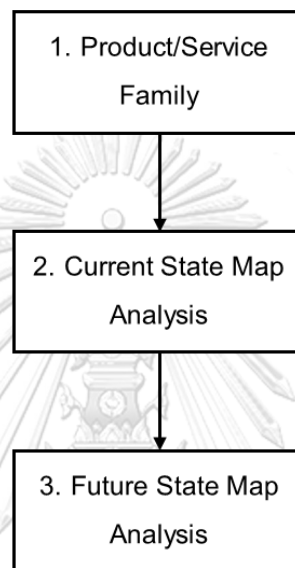 1. Product/Service
Family
2. Current State Map
Analysis
3. Future State Map
Analysis